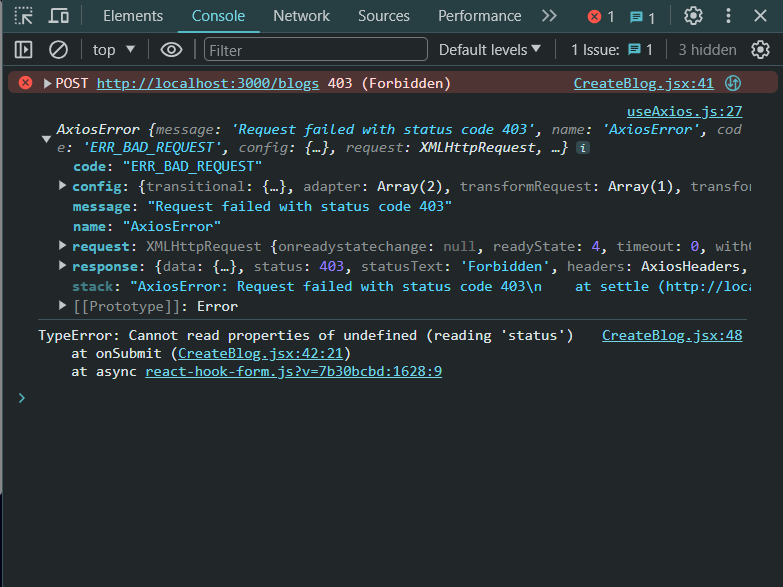 Elements Console Network Sources Performance 1 1
top Filter Default levels 1 Issue: 1 3 hidden
POST http://localhost:3000/blogs 403 (Forbidden) CreateBlog.jsx:41
useAxios.js:27
AxiosError {message: 'Request failed with status code 403', name: 'AxiosError', cod
e: 'ERR_BAD_REQUEST', config: {…}, request: XMLHttpRequest, …} i
code: "ERR_BAD_REQUEST"
config: {transitional: {…}, adapter: Array(2), transformRequest: Array(1), transfor
message: "Request failed with status code 403"
name: "AxiosError"
request: XMLHttpRequest {onreadystatechange: null, readyState: 4, timeout: 0, withC
response: {data: {…}, status: 403, statusText: 'Forbidden', headers: AxiosHeaders,
stack: "AxiosError: Request failed with status code 403\n    at settle (http://loca
[[Prototype]]: Error
TypeError: Cannot read properties of undefined (reading 'status') CreateBlog.jsx:48
at onSubmit (CreateBlog.jsx:42:21)
at async react-hook-form.js?v=7b30bcbd:1628:9